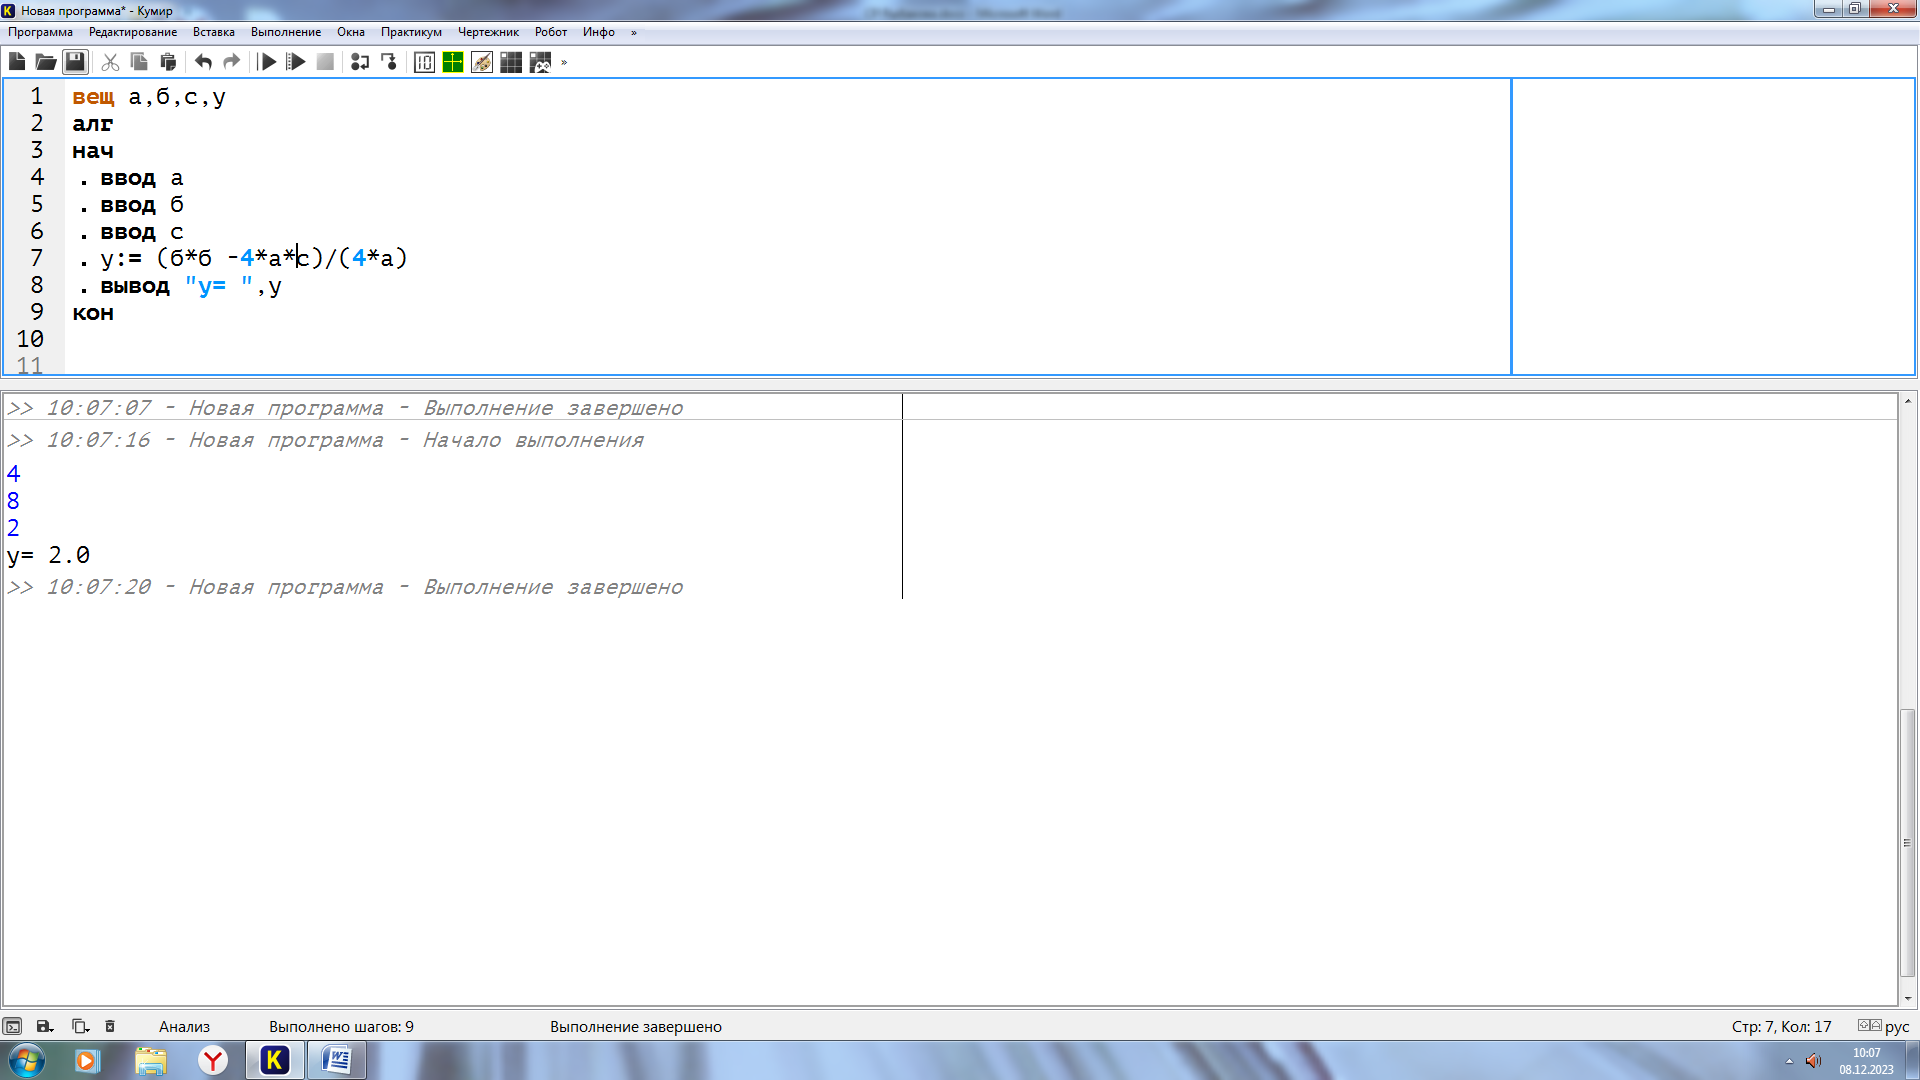 Новая программа* - Кумир
Программа Редактирование Вставка Выполнение Окна Практикум Чертежник Робот Инфо »
»
1 вещ а,б,с,у
2 алг
3 нач
4 . ввод а
5 . ввод б
6 . ввод с
7 . у:= (б*б -4*а*с)/(4*а)
8 . вывод "у= ",у
9 кон
10
11
>> 10:07:07 - Новая программа - Выполнение завершено
>> 10:07:16 - Новая программа - Начало выполнения
4
8
2
у= 2.0
>> 10:07:20 - Новая программа - Выполнение завершено
Анализ Выполнено шагов: 9 Выполнение завершено Стр: 7, Кол: 17 рус
10:07
08.12.2023